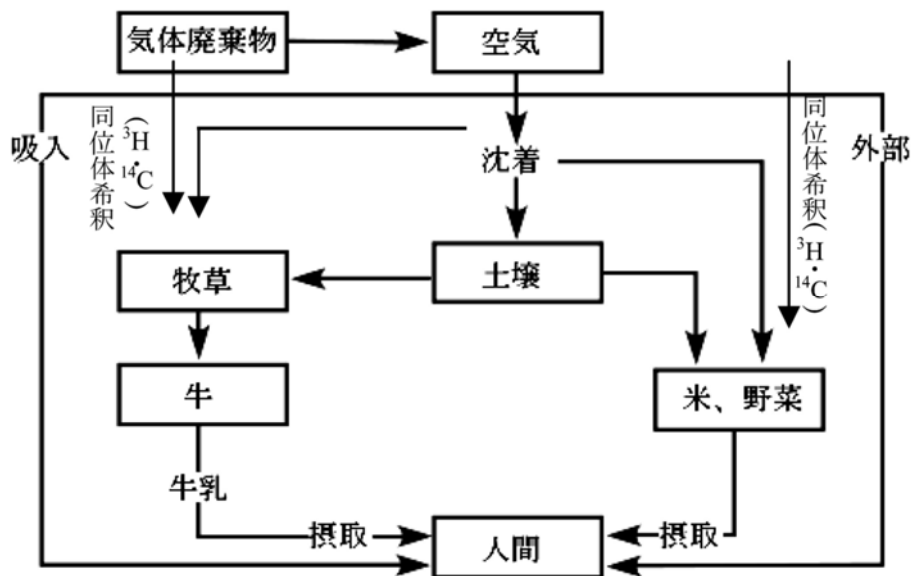 気体廃棄物
空気
同位体希釈
(³H・¹⁴C)
同位体希釈(³H・¹⁴C)
吸入
沈着
外部
牧草
土壌
牛
米、野菜
牛乳
摂取
人間
摂取